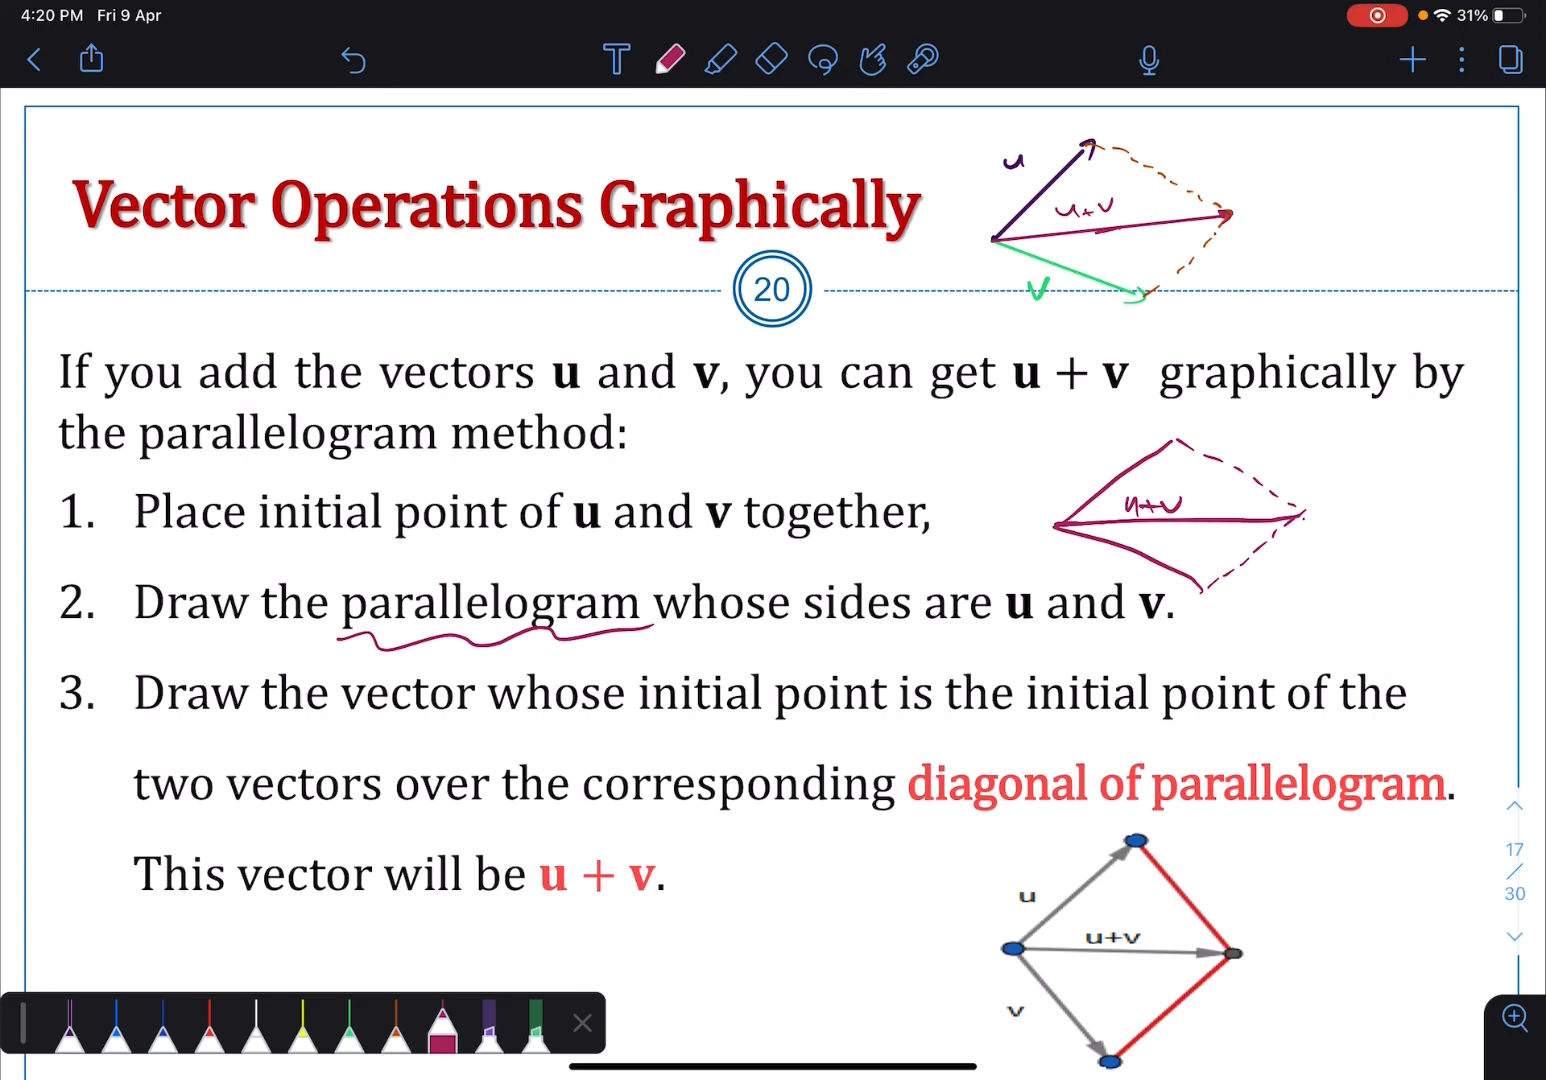 4:20 PM Fri 9 Apr
31%
Vector Operations Graphically
u
u+v
v
20
If you add the vectors u and v, you can get u + v graphically by
the parallelogram method:
1. Place initial point of u and v together,
u+v
2. Draw the parallelogram whose sides are u and v.
3. Draw the vector whose initial point is the initial point of the
two vectors over the corresponding diagonal of parallelogram.
This vector will be u + v.
u
u+v
v
17
/
30
T